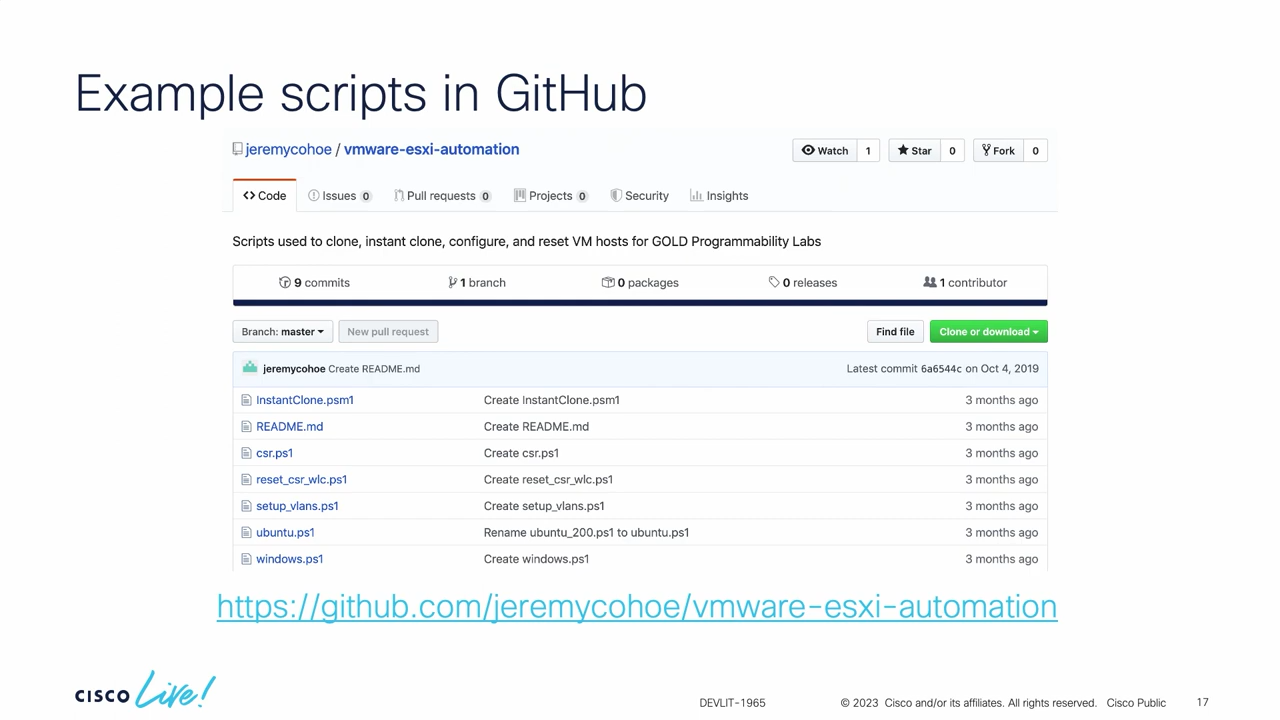 Example scripts in GitHub
jeremycohoe / vmware-esxi-automation
Watch 1 Star 0 Fork 0
Code Issues 0 Pull requests 0 Projects 0 Security Insights
Scripts used to clone, instant clone, configure, and reset VM hosts for GOLD Programmability Labs
9 commits 1 branch 0 packages 0 releases 1 contributor
Branch: master New pull request Find file Clone or download
jeremycohoe Create README.md Latest commit 6a6544c on Oct 4, 2019
InstantClone.psm1 Create InstantClone.psm1 3 months ago
README.md Create README.md 3 months ago
csr.ps1 Create csr.ps1 3 months ago
reset_csr_wlc.ps1 Create reset_csr_wlc.ps1 3 months ago
setup_vlans.ps1 Create setup_vlans.ps1 3 months ago
ubuntu.ps1 Rename ubuntu_200.ps1 to ubuntu.ps1 3 months ago
windows.ps1 Create windows.ps1 3 months ago
https://github.com/jeremycohoe/vmware-esxi-automation
CISCO Live! DEVLIT-1965 © 2023 Cisco and/or its affiliates. All rights reserved. Cisco Public 17